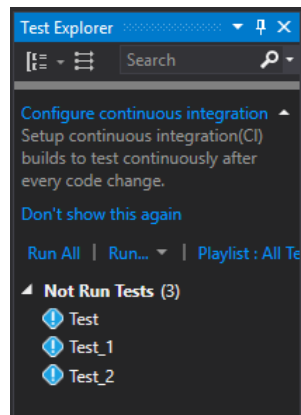 Test Explorer
Search
Configure continuous integration
Setup continuous integration(CI)
builds to test continuously after
every code change.
Don't show this again
Run All | Run... | Playlist : All Te
Not Run Tests (3)
Test
Test_1
Test_2